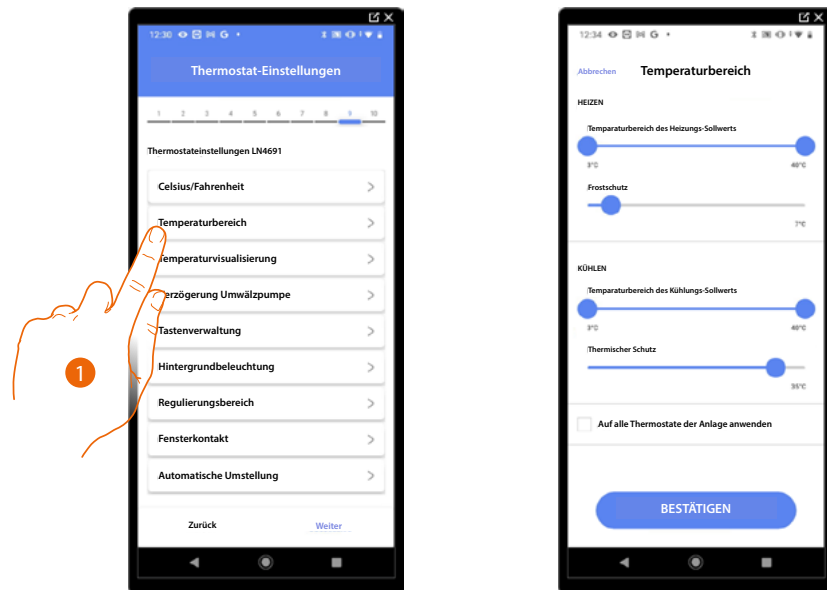 12:30 G
Thermostat-Einstellungen
1 2 3 4 5 6 7 8 9 10
Thermostateinstellungen LN4691
Celsius/Fahrenheit
Temperaturbereich
Temperaturvisualisierung
erzögerung Umwälzpumpe
Tastenverwaltung
Hintergrundbeleuchtung
Regulierungsbereich
Fensterkontakt
Automatische Umstellung
Zurück Weiter
1
12:34 G
Abbrechen Temperaturbereich
HEIZEN
Temparaturbereich des Heizungs-Sollwerts
3°C 40°C
Frostschutz
7°C
KÜHLEN
Temparaturbereich des Kühlungs-Sollwerts
3°C 40°C
Thermischer Schutz
35°C
Auf alle Thermostate der Anlage anwenden
BESTÄTIGEN